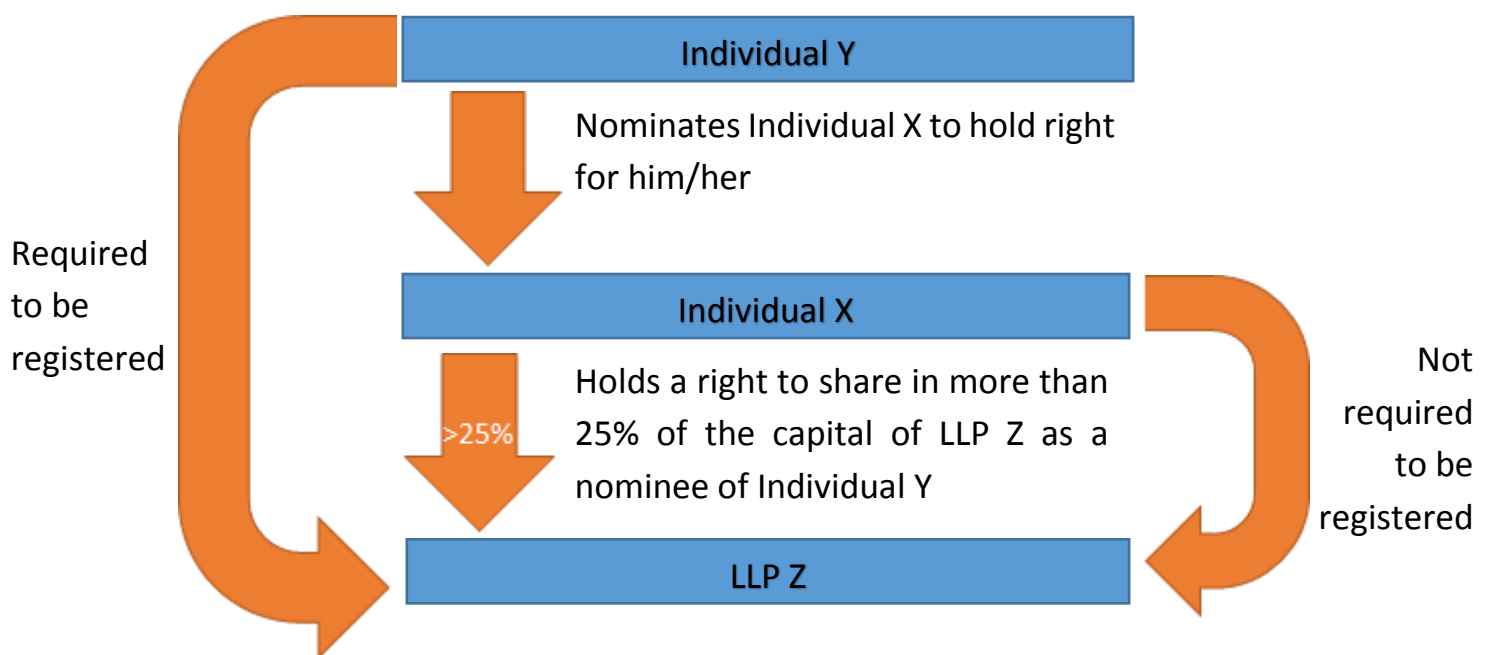 Individual Y
Nominates Individual X to hold right
for him/her
Required
to be
registered
Individual X
Holds a right to share in more than
25% of the capital of LLP Z as a
nominee of Individual Y
>25%
Not
required
to be
registered
LLP Z